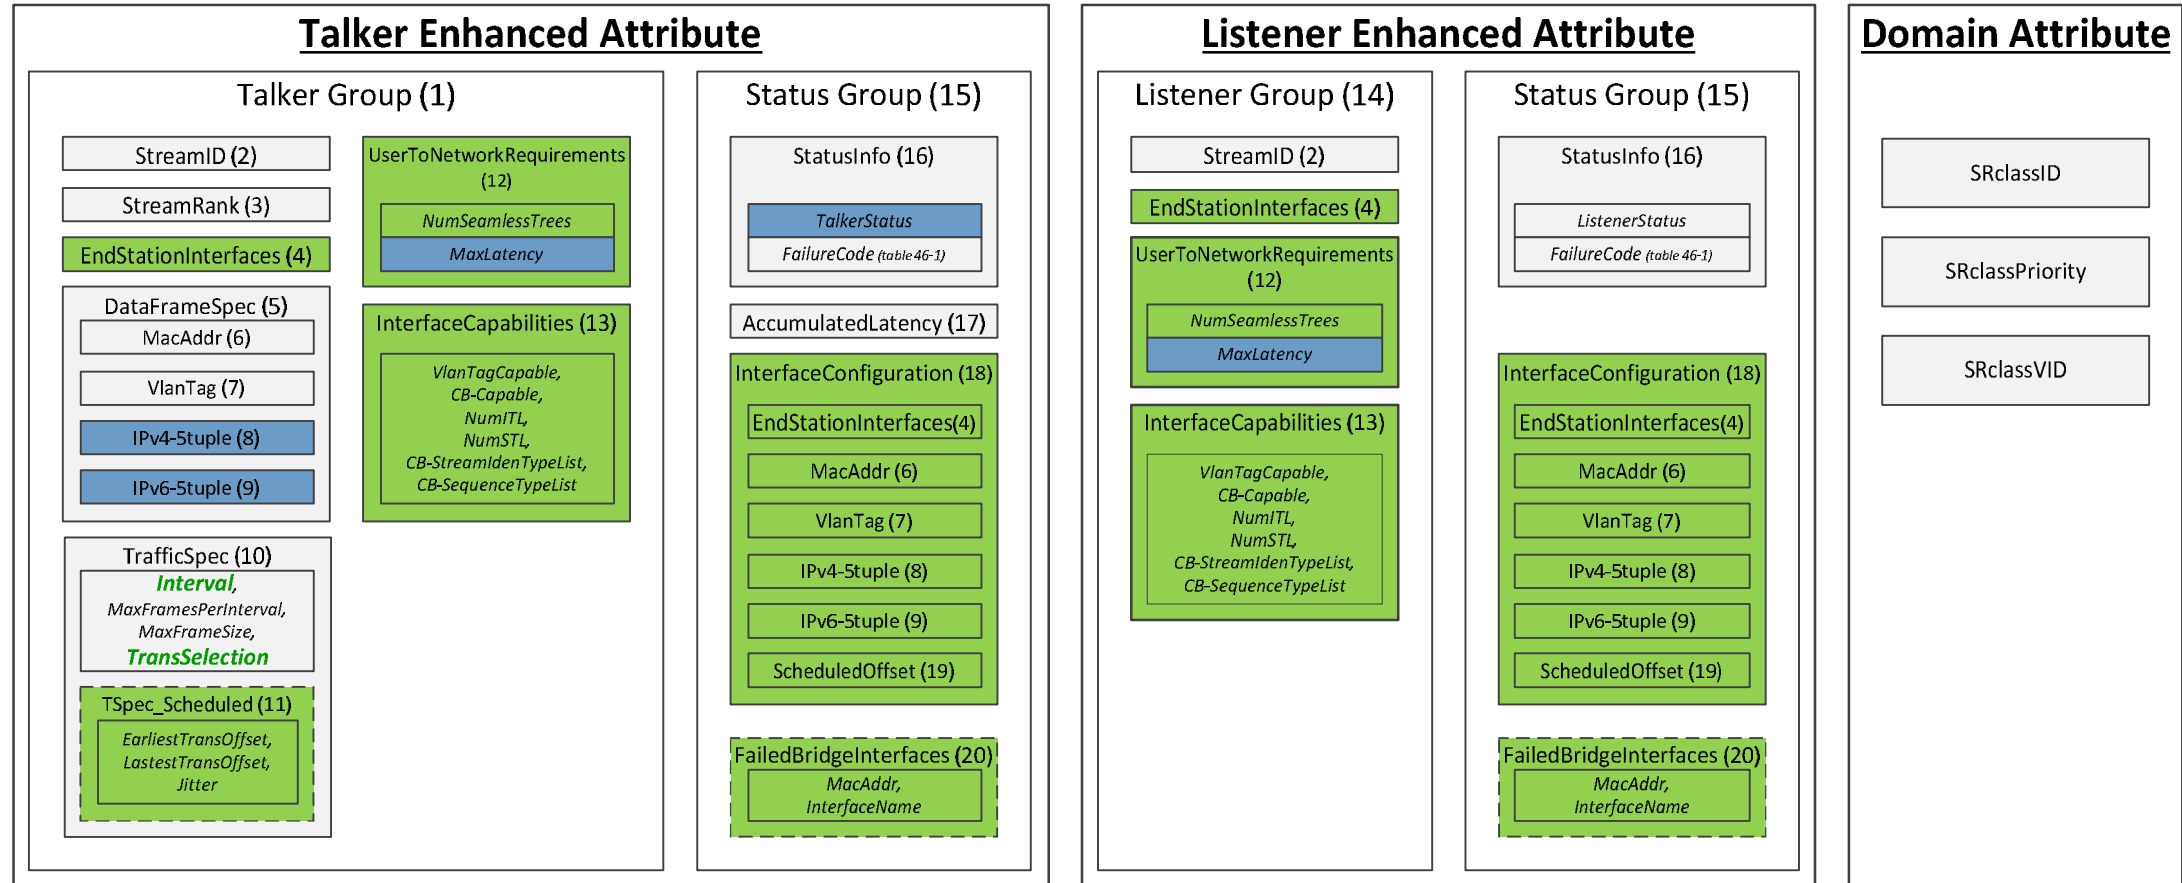 Talker Enhanced Attribute
Talker Group (1)
StreamID (2)
StreamRank (3)
EndStationInterfaces (4)
DataFrameSpec (5)
MacAddr (6)
VlanTag (7)
IPv4-5tuple (8)
IPv6-5tuple (9)
TrafficSpec (10)
Interval,
MaxFramesPerInterval,
MaxFrameSize,
TransSelection
TSpec_Scheduled (11)
EarliestTransOffset,
LastestTransOffset,
Jitter
UserToNetworkRequirements
(12)
NumSeamlessTrees
MaxLatency
InterfaceCapabilities (13)
VlanTagCapable,
CB-Capable,
NumITL,
NumSTL,
CB-StreamIdenTypeList,
CB-SequenceTypeList
Status Group (15)
StatusInfo (16)
TalkerStatus
FailureCode (table 46-1)
AccumulatedLatency (17)
InterfaceConfiguration (18)
EndStationInterfaces(4)
MacAddr (6)
VlanTag (7)
IPv4-5tuple (8)
IPv6-5tuple (9)
ScheduledOffset (19)
FailedBridgeInterfaces (20)
MacAddr,
InterfaceName
Listener Enhanced Attribute
Listener Group (14)
StreamID (2)
EndStationInterfaces (4)
UserToNetworkRequirements
(12)
NumSeamlessTrees
MaxLatency
InterfaceCapabilities (13)
VlanTagCapable,
CB-Capable,
NumITL,
NumSTL,
CB-StreamIdenTypeList,
CB-SequenceTypeList
Status Group (15)
StatusInfo (16)
ListenerStatus
FailureCode (table 46-1)
InterfaceConfiguration (18)
EndStationInterfaces(4)
MacAddr (6)
VlanTag (7)
IPv4-5tuple (8)
IPv6-5tuple (9)
ScheduledOffset (19)
FailedBridgeInterfaces (20)
MacAddr,
InterfaceName
Domain Attribute
SRclassID
SRclassPriority
SRclassVID